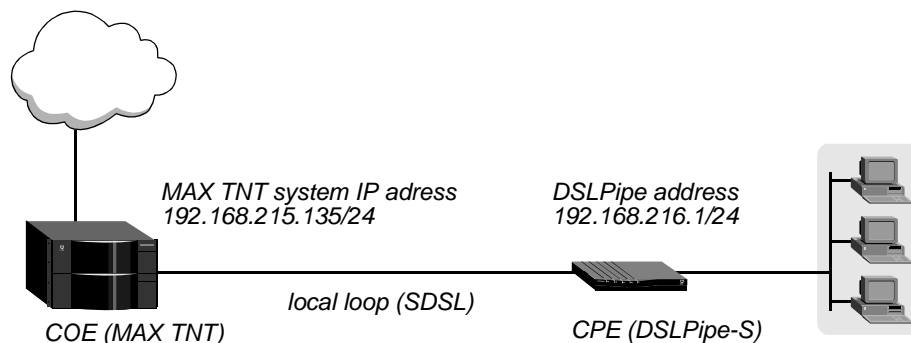 MAX TNT system IP adress
192.168.215.135/24
DSLPipe address
192.168.216.1/24
local loop (SDSL)
COE (MAX TNT)
CPE (DSLPipe-S)